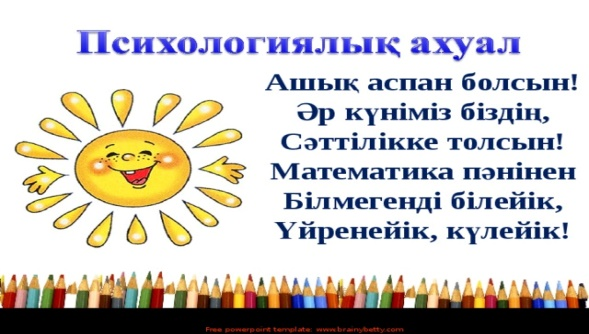 Психологиялық ахуал
Ашық аспан болсын!
Әр күніміз біздің,
Сәттілікке толсын!
Математика пәнінен
Білмегенді білейік,
Үйренейік, күлейік!
Free powerpoint template: www.brainybetty.com